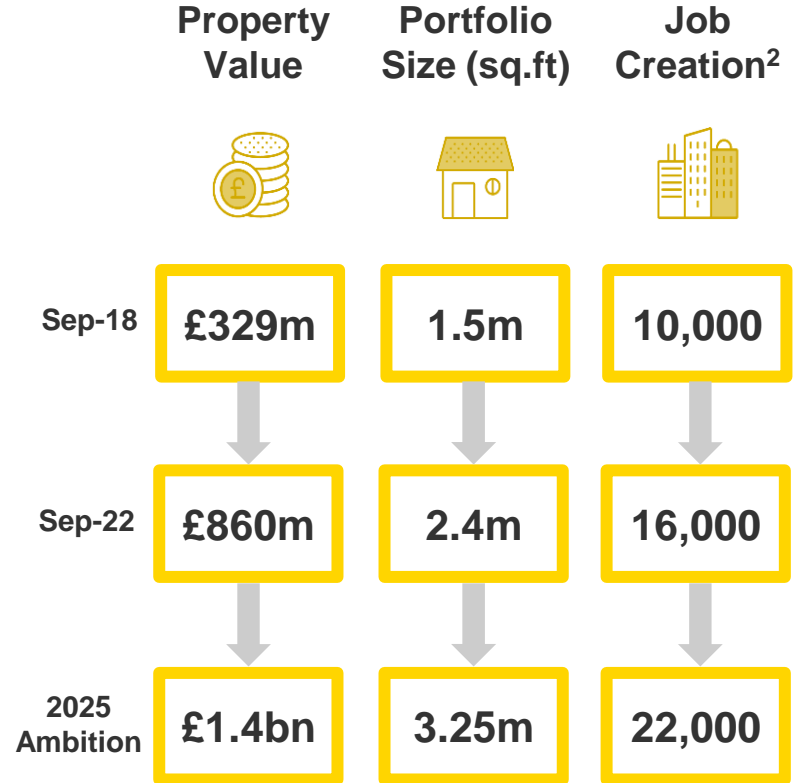 Property
Value
Portfolio
Size (sq.ft)
Job
Creation²
£
Sep-18
£329m
1.5m
10,000
Sep-22
£860m
2.4m
16,000
2025
Ambition
£1.4bn
3.25m
22,000